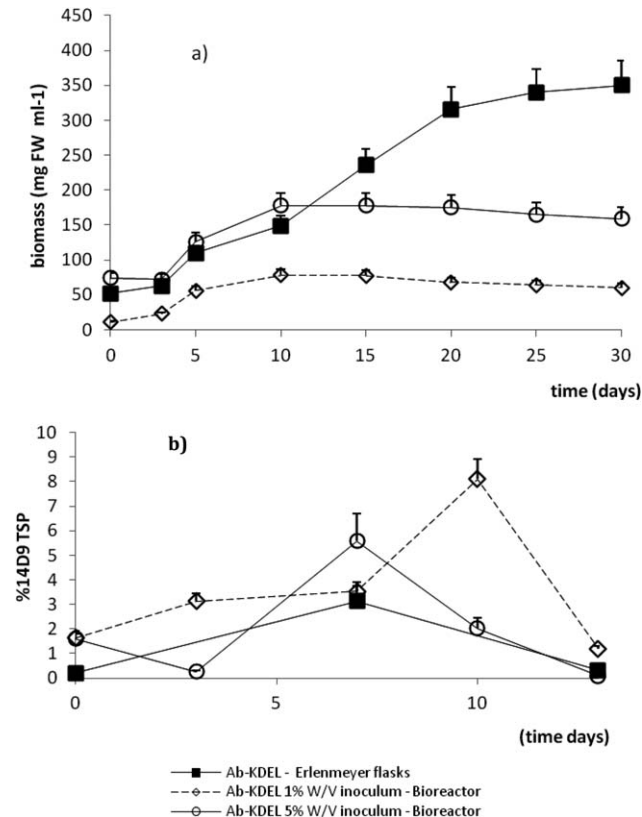 a)
450
400
350
300
250
200
150
100
50
0
biomass (mg FW ml-1)
0 5 10 15 20 25 30
time (days)
b)
10
9
8
7
6
5
4
3
2
1
0
%14D9 TSP
0 5 10
(time days)
Ab-KDEL - Erlenmeyer flasks
Ab-KDEL 1% W/V inoculum - Bioreactor
Ab-KDEL 5% W/V inoculum - Bioreactor